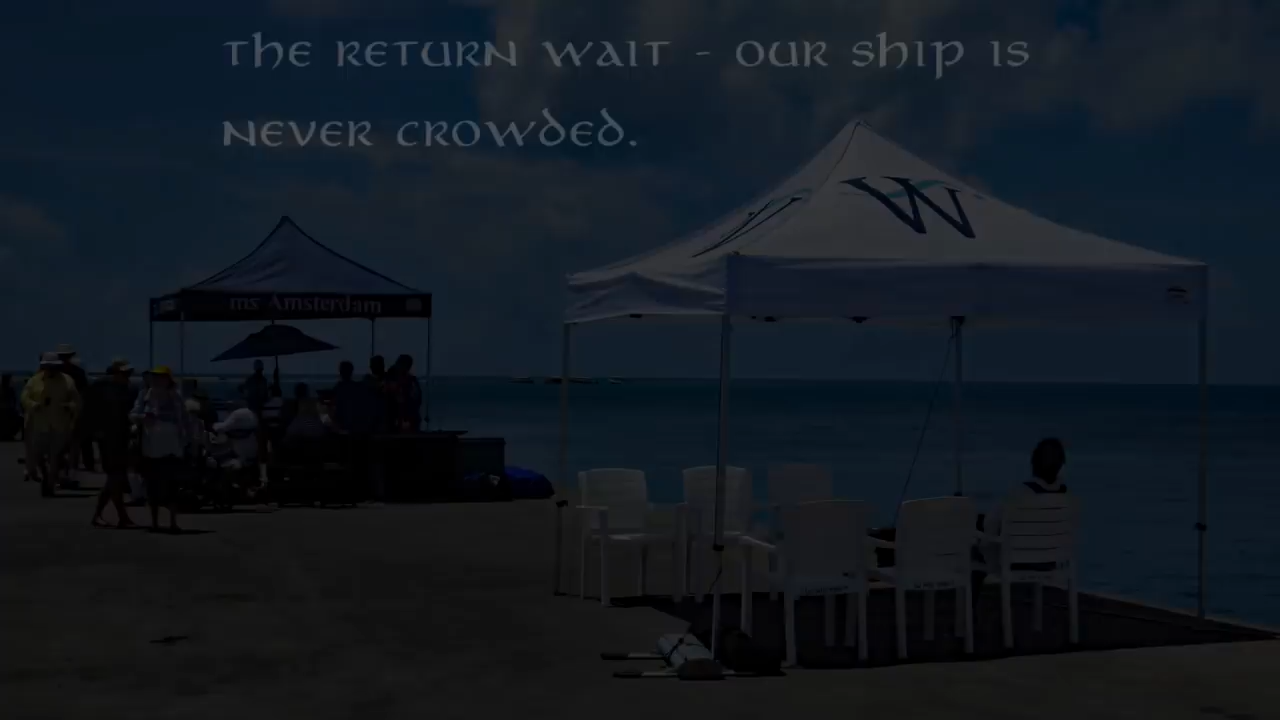 The return wait - our ship is
never crowded.
W
ms Amsterdam